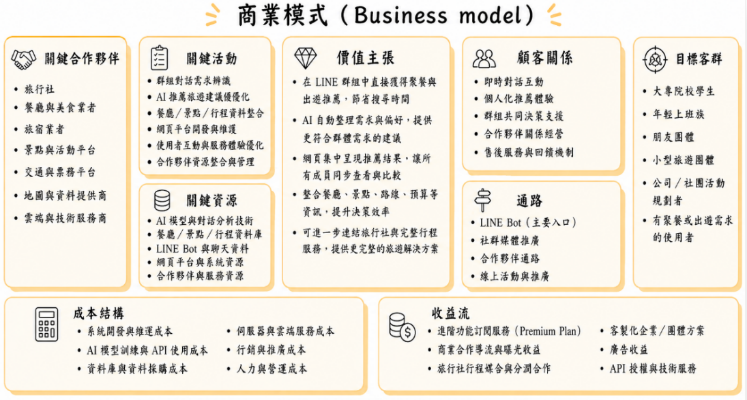 商業模式（Business model）
關鍵合作夥伴
• 旅行社
• 餐廳與美食業者
• 旅宿業者
• 景點與活動平台
• 交通與票務平台
• 地圖與資料提供商
• 雲端與技術服務商
關鍵活動
• 群組對話需求辨識
• AI 推薦旅遊建議優優化
• 餐廳／景點／行程資料整合
• 網頁平台開發與維護
• 使用者互動與服務體驗優化
• 合作夥伴資源整合與管理
關鍵資源
• AI 模型與對話分析技術
• 餐廳／景點／行程資料庫
• LINE Bot 與聊天資料
• 網頁平台與系統資源
• 合作夥伴與服務資源
價值主張
• 在 LINE 群組中直接獲得聚餐與
出遊推薦，節省搜尋時間
• AI 自動整理需求與偏好，提供
更符合群體需求的建議
• 網頁集中呈現推薦結果，讓所
有成員同步查看與比較
• 整合餐廳、景點、路線、預算等
資訊，提升決策效率
• 可進一步連結旅行社與完整行程
服務，提供更完整的旅遊解決方案
顧客關係
• 即時對話互動
• 個人化推薦體驗
• 群組共同決策支援
• 合作夥伴關係經營
• 售後服務與回饋機制
通路
• LINE Bot（主要入口）
• 社群媒體推廣
• 合作夥伴通路
• 線上活動與推廣
目標客群
• 大專院校學生
• 年輕上班族
• 朋友團體
• 小型旅遊團體
• 公司／社團活動
規劃者
• 有聚餐或出遊需求
的使用者
成本結構
• 系統開發與維運成本
• AI 模型訓練與 API 使用成本
• 資料庫與資料採購成本
• 伺服器與雲端服務成本
• 行銷與推廣成本
• 人力與營運成本
收益流
• 進階功能訂閱服務（Premium Plan）
• 商業合作導流與曝光收益
• 旅行社行程媒合與分潤合作
• 客製化企業／團體方案
• 廣告收益
• API 授權與技術服務